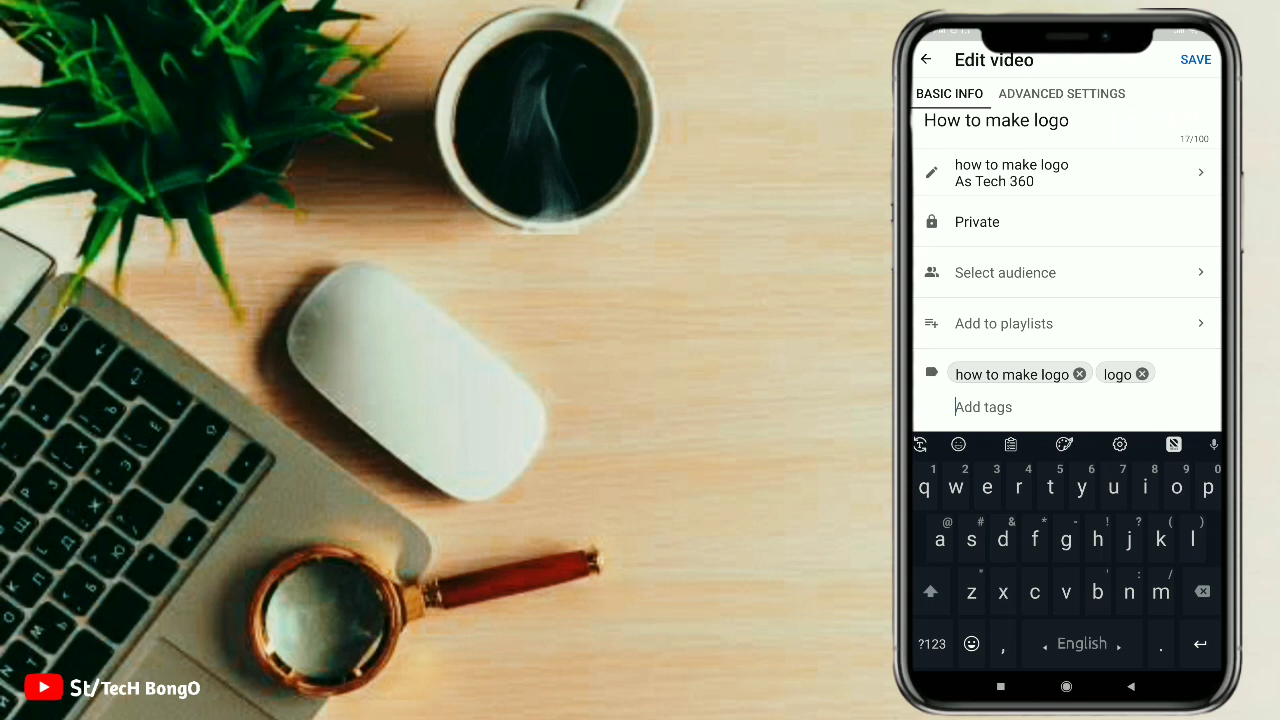 Edit video
SAVE
BASIC INFO
ADVANCED SETTINGS
How to make logo
17/100
how to make logo
As Tech 360
Private
Select audience
Add to playlists
how to make logo
logo
Add tags
1 2 3 4 5 6 7 8 9 0
q w e r t y u i o p
@ # & * - ! ? ( )
a s d f g h j k l
" ' : /
z x c v b n m
?123 , English .
St/TecH BongO